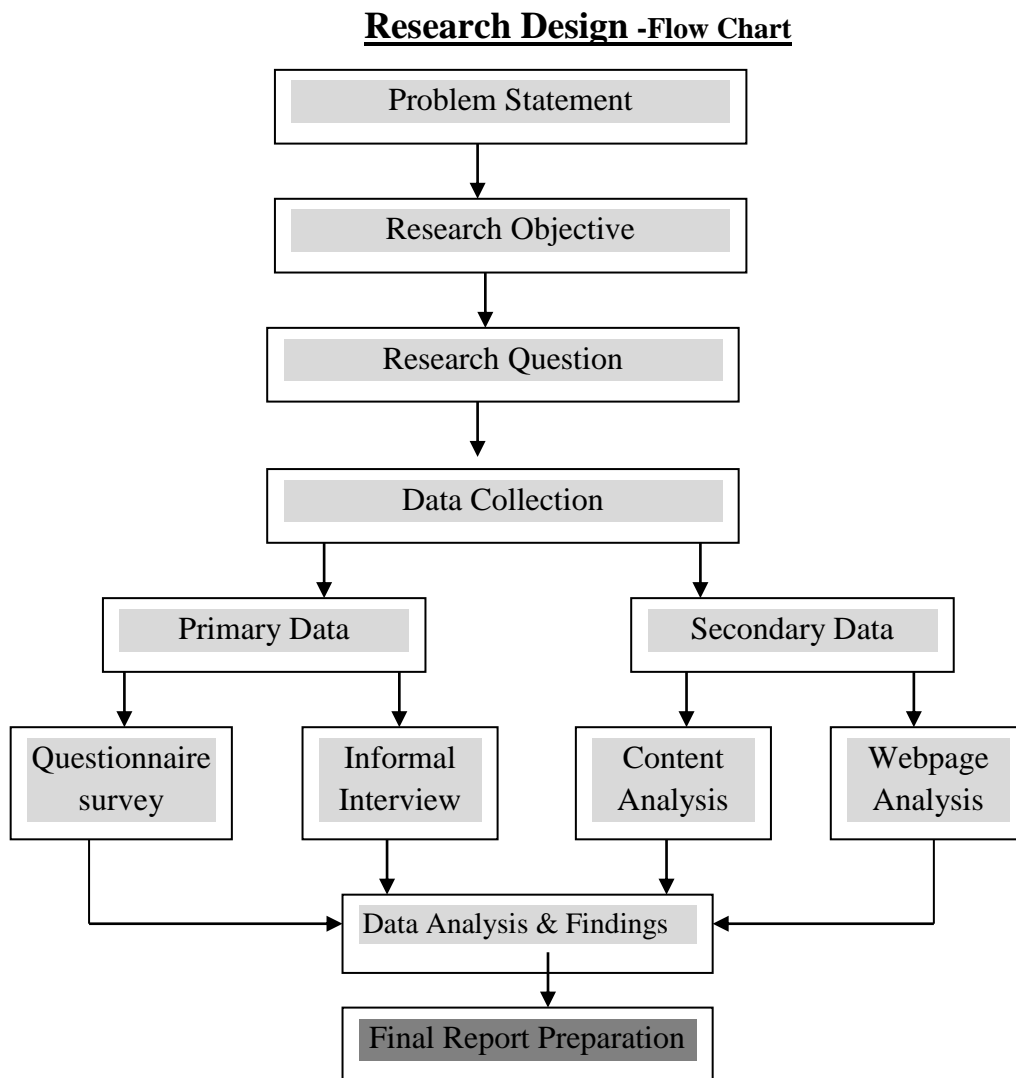 Research Design -Flow Chart
Problem Statement
Research Objective
Research Question
Data Collection
Primary Data
Secondary Data
Questionnaire
survey
Informal
Interview
Content
Analysis
Webpage
Analysis
Data Analysis & Findings
Final Report Preparation